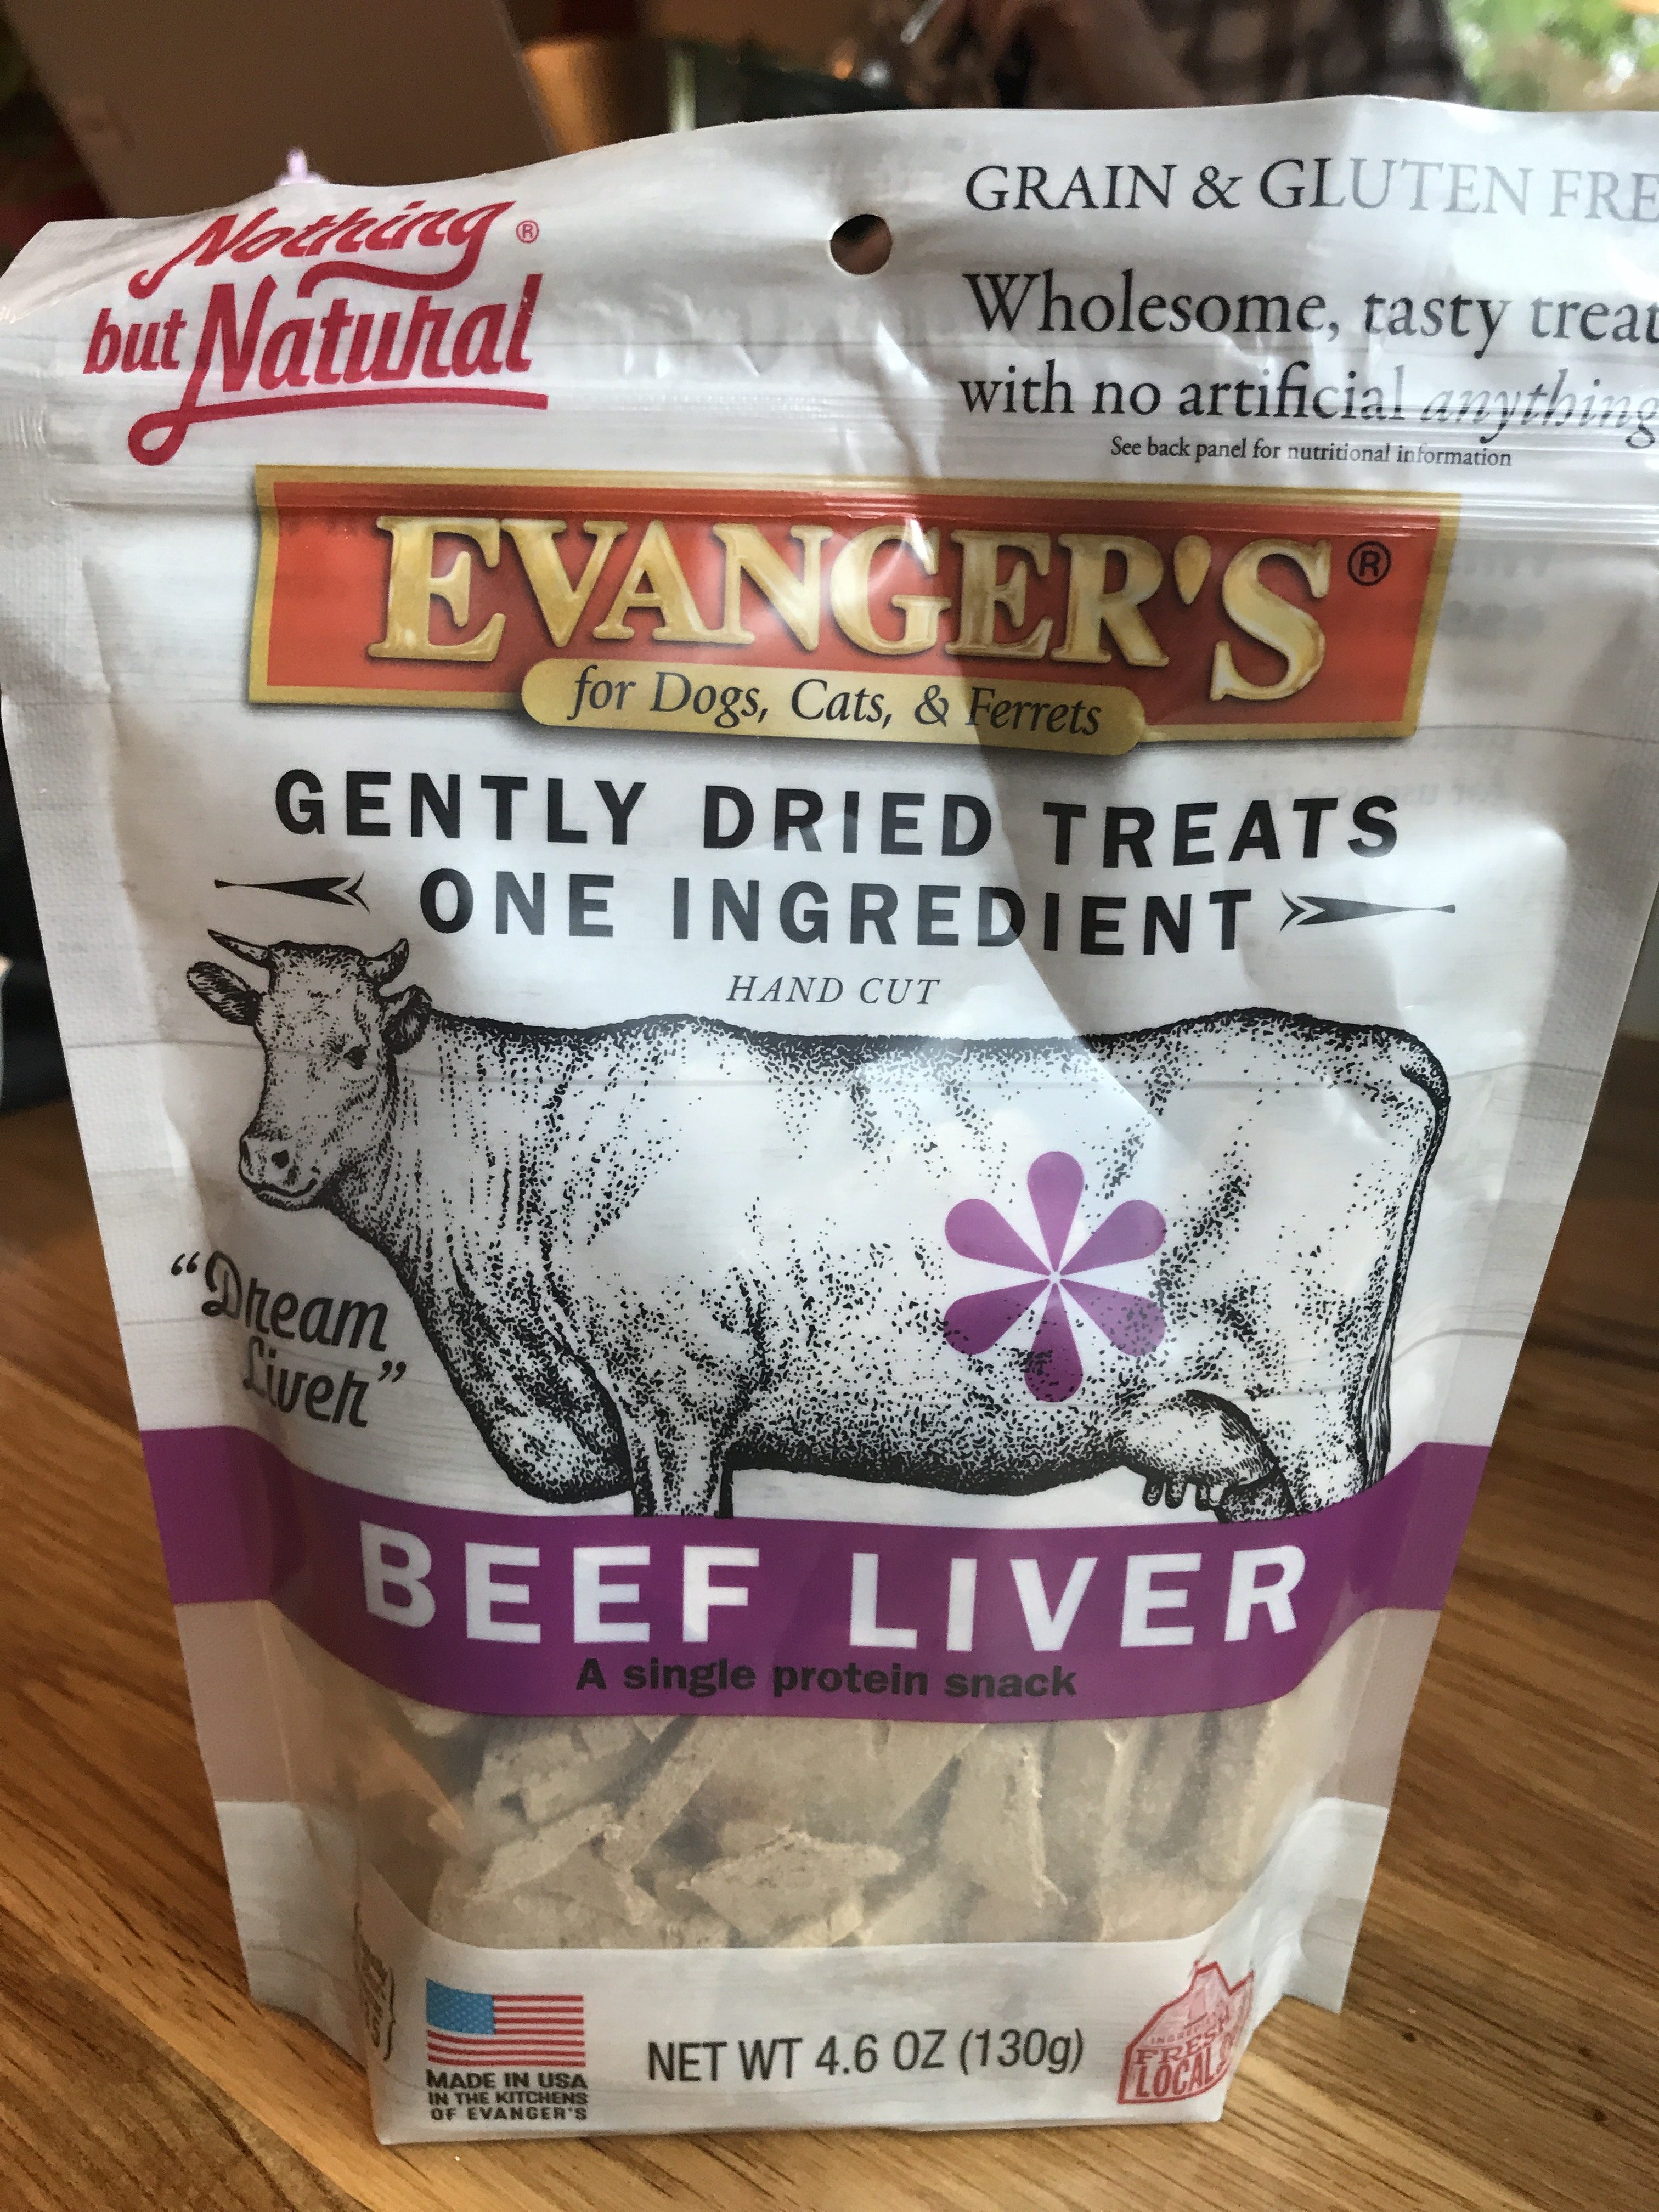 Nothing®
but Natural
GRAIN & GLUTEN FRE
Wholesome, tasty treat
with no artificial anything
See back panel for nutritional information
EVANGER'S®
for Dogs, Cats, & Ferrets
GENTLY DRIED TREATS
ONE INGREDIENT
HAND CUT
“Dream
Liver”
BEEF LIVER
A single protein snack
MADE IN USA
IN THE KITCHENS
OF EVANGER'S
NET WT 4.6 OZ (130g)
FRESH
LOCAL